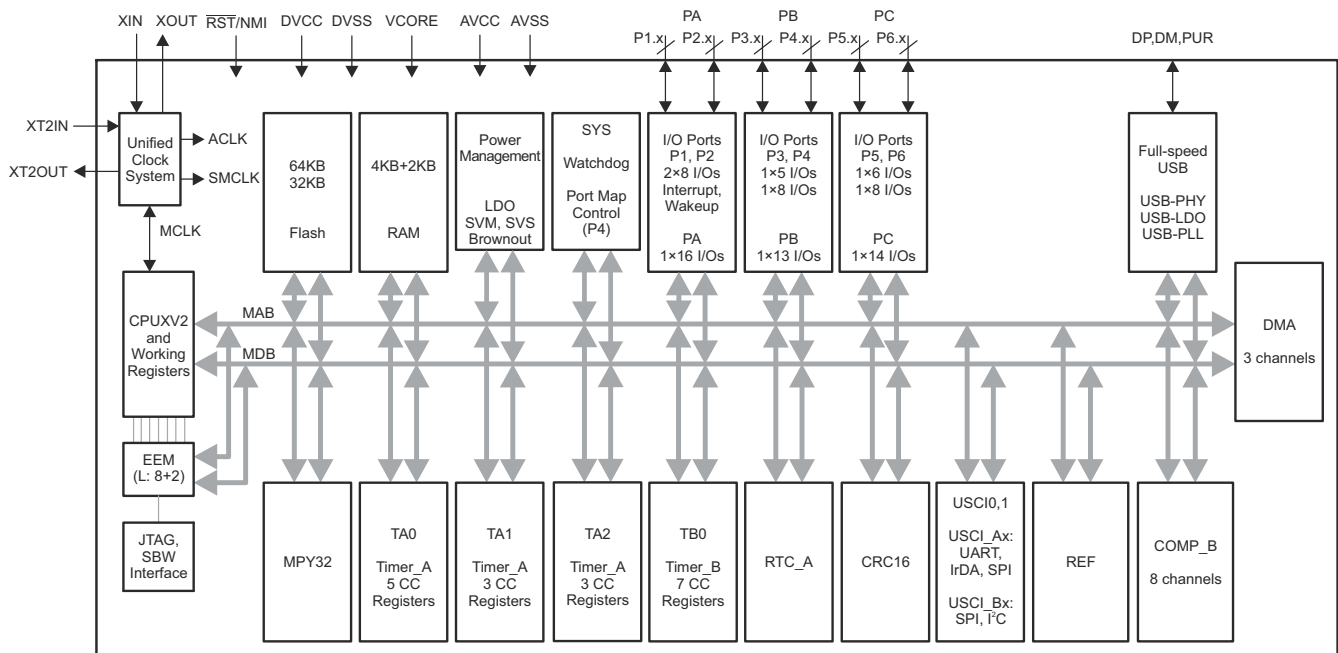 XIN
XOUT
RST/NMI
DVCC
DVSS
VCORE
AVCC
AVSS
PA
P1.x
P2.x
PB
P3.x
P4.x
PC
P5.x
P6.x
DP,DM,PUR
XT2IN
XT2OUT
Unified
Clock
System
ACLK
SMCLK
MCLK
64KB
32KB
Flash
4KB+2KB
RAM
Power
Management
LDO
SVM, SVS
Brownout
SYS
Watchdog
Port Map
Control
(P4)
I/O Ports
P1, P2
2×8 I/Os
Interrupt,
Wakeup
PA
1×16 I/Os
I/O Ports
P3, P4
1×5 I/Os
1×8 I/Os
PB
1×13 I/Os
I/O Ports
P5, P6
1×6 I/Os
1×8 I/Os
PC
1×14 I/Os
Full-speed
USB
USB-PHY
USB-LDO
USB-PLL
CPUXV2
and
Working
Registers
MAB
MDB
DMA
3 channels
EEM
(L: 8+2)
JTAG,
SBW
Interface
MPY32
TA0
Timer_A
5 CC
Registers
TA1
Timer_A
3 CC
Registers
TA2
Timer_A
3 CC
Registers
TB0
Timer_B
7 CC
Registers
RTC_A
CRC16
USCI0,1
USCI_Ax:
UART,
IrDA, SPI
USCI_Bx:
SPI, I²C
REF
COMP_B
8 channels